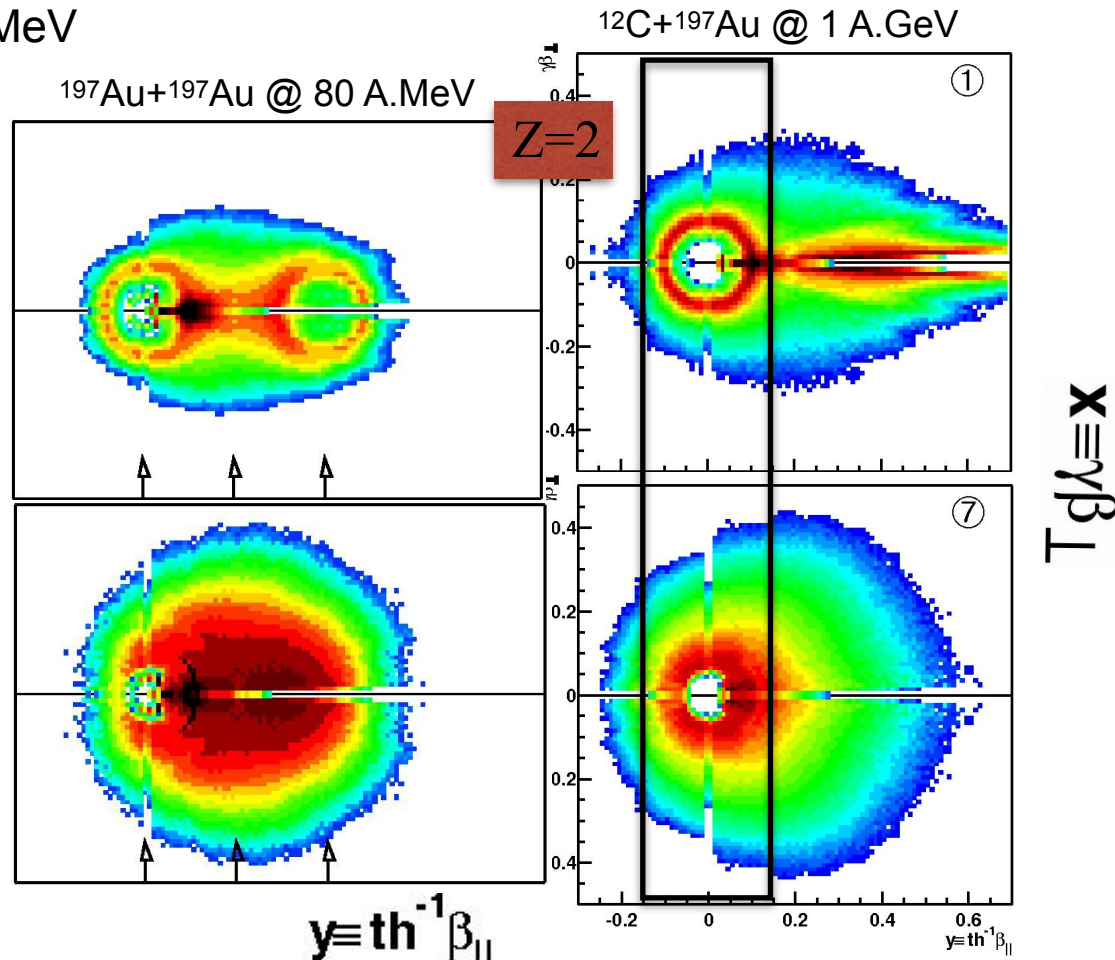 MeV
¹²C+¹⁹⁷Au @ 1 A.GeV
¹⁹⁷Au+¹⁹⁷Au @ 80 A.MeV
Z=2
γβT
①
0.4
0.2
0
-0.2
-0.4
⑦
0.4
0.2
0
0.2
0.4
-0.2 0 0.2 0.4 0.6
y≡th⁻¹β||
y≡th⁻¹β||
x≡γβT